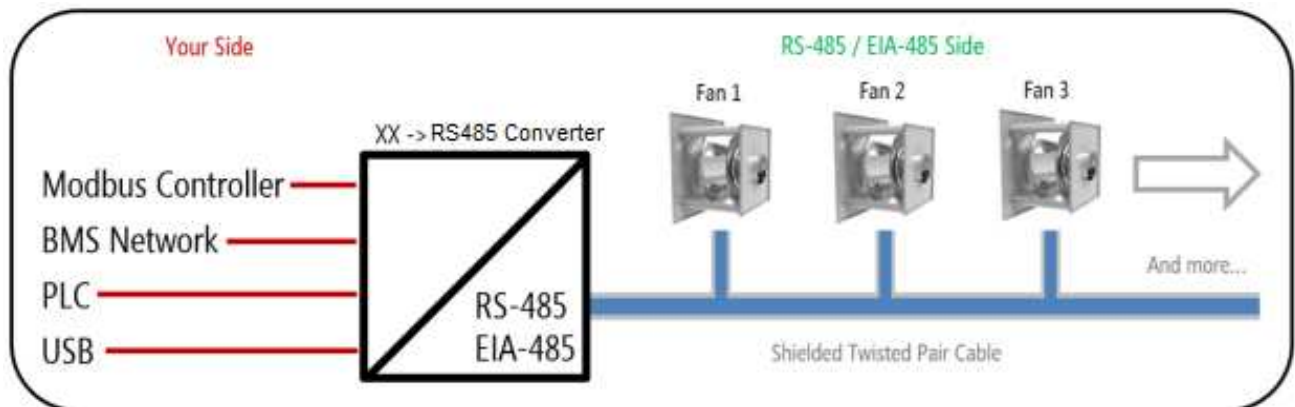 Your Side
RS-485 / EIA-485 Side
Fan 1
Fan 2
Fan 3
XX -> RS485 Converter
Modbus Controller
BMS Network
PLC
USB
RS-485
EIA-485
And more...
Shielded Twisted Pair Cable